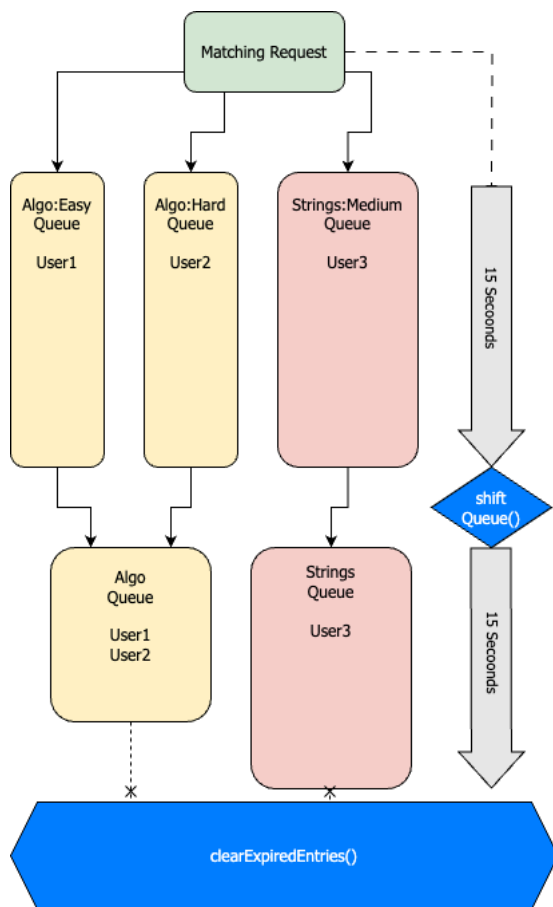 Matching Request
Algo:Easy
Queue
User1
Algo:Hard
Queue
User2
Strings:Medium
Queue
User3
15 Secoonds
shift
Queue()
Algo
Queue
User1
User2
Strings
Queue
User3
15 Secoonds
clearExpiredEntries()